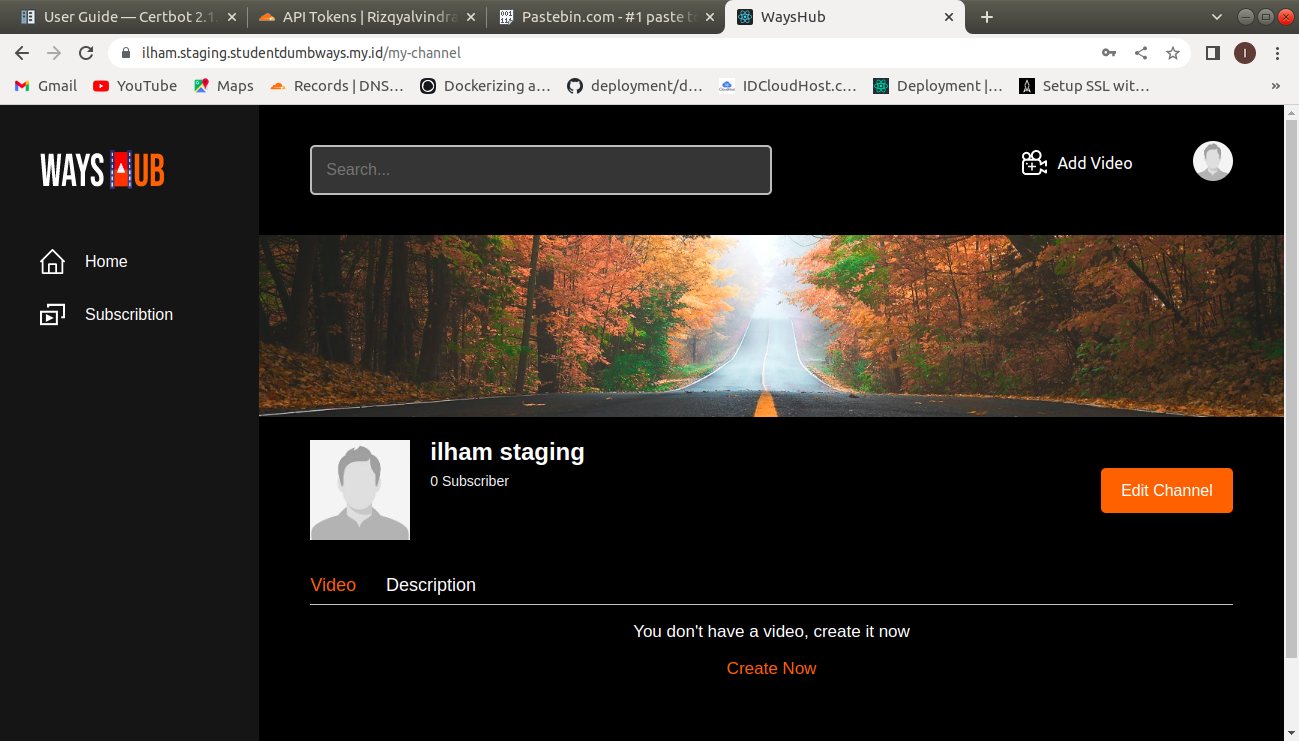 User Guide — Certbot 2.1.
API Tokens | Rizqyalvindra
Pastebin.com - #1 paste to
WaysHub
ilham.staging.studentdumbways.my.id/my-channel
I
Gmail
YouTube
Maps
Records | DNS…
Dockerizing a…
deployment/d…
IDCloudHost.c…
Deployment |…
Setup SSL wit…
»
WAYS HUB
Search...
Add Video
Home
Subscribtion
ilham staging
0 Subscriber
Edit Channel
Video Description
You don't have a video, create it now
Create Now